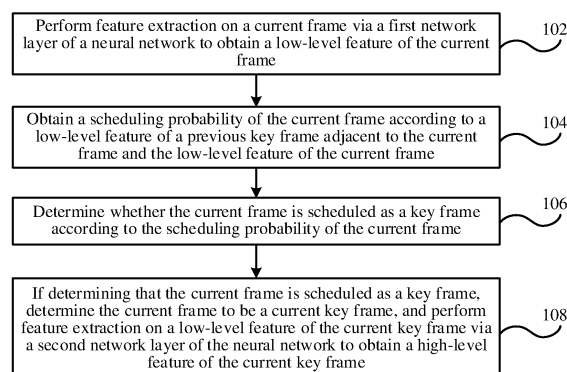 Perform feature extraction on a current frame via a first network
layer of a neural network to obtain a low-level feature of the current
frame
102
Obtain a scheduling probability of the current frame according to a
low-level feature of a previous key frame adjacent to the current
frame and the low-level feature of the current frame
104
Determine whether the current frame is scheduled as a key frame
according to the scheduling probability of the current frame
106
If determining that the current frame is scheduled as a key frame,
determine the current frame to be a current key frame, and perform
feature extraction on a low-level feature of the current key frame via
a second network layer of the neural network to obtain a high-level
feature of the current key frame
108